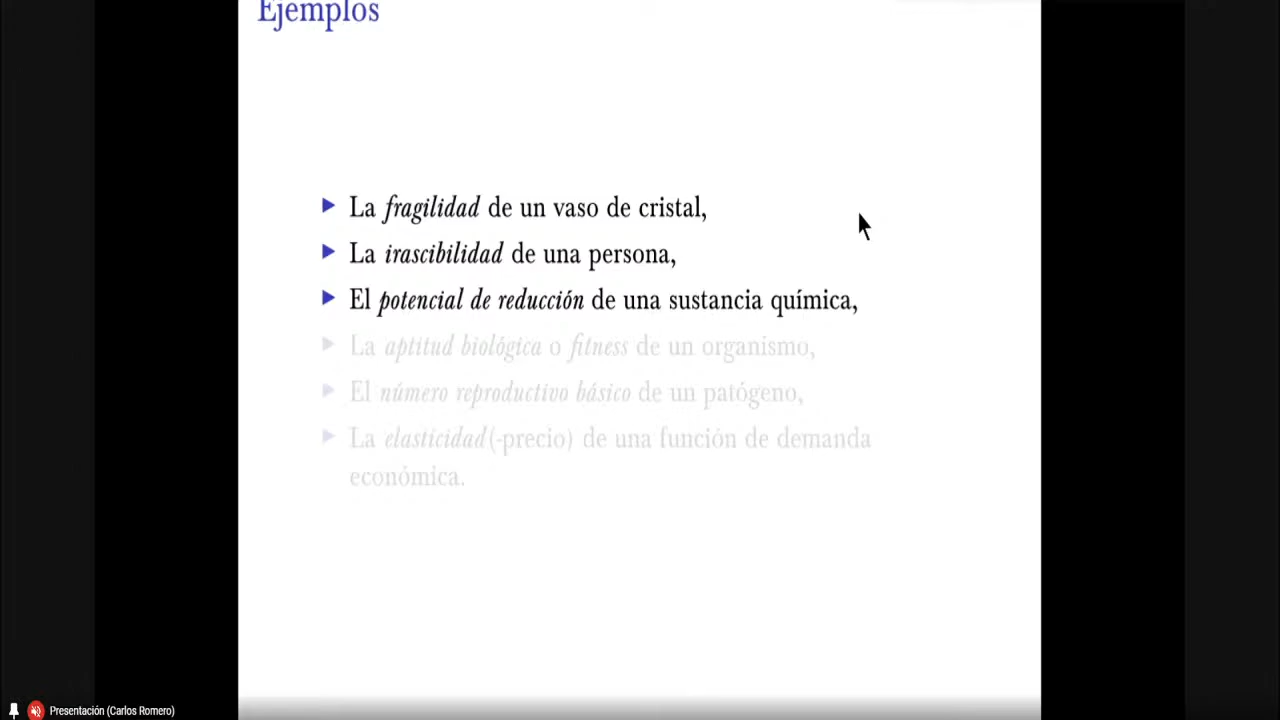 Ejemplos
La fragilidad de un vaso de cristal,
La irascibilidad de una persona,
El potencial de reducción de una sustancia química,
La aptitud biológica o fitness de un organismo,
El número reproductivo básico de un patógeno,
La elasticidad(-precio) de una función de demanda
económica.
Presentación (Carlos Romero)